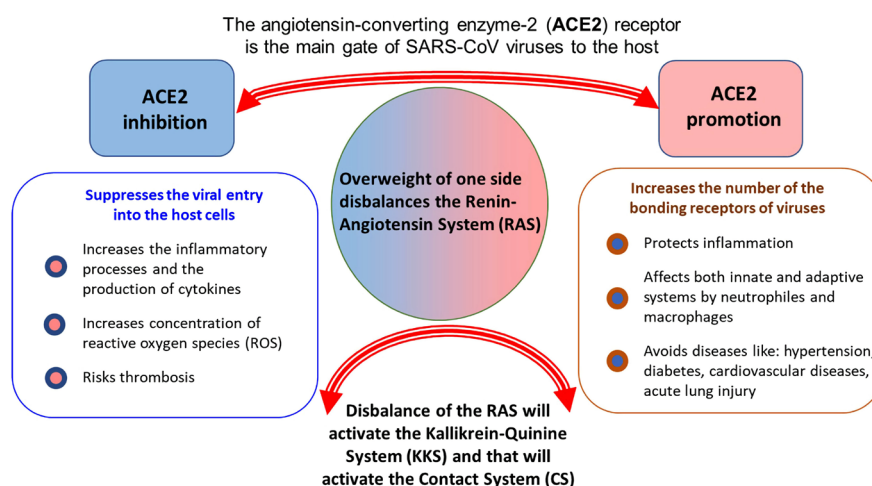 The angiotensin-converting enzyme-2 (ACE2) receptor
is the main gate of SARS-CoV viruses to the host
ACE2
inhibition
ACE2
promotion
Suppresses the viral entry
into the host cells
Increases the inflammatory
processes and the
production of cytokines
Increases concentration of
reactive oxygen species (ROS)
Risks thrombosis
Overweight of one side
disbalances the Renin-
Angiotensin System (RAS)
Increases the number of the
bonding receptors of viruses
Protects inflammation
Affects both innate and adaptive
systems by neutrophiles and
macrophages
Avoids diseases like: hypertension,
diabetes, cardiovascular diseases,
acute lung injury
Disbalance of the RAS will
activate the Kallikrein-Quinine
System (KKS) and that will
activate the Contact System (CS)